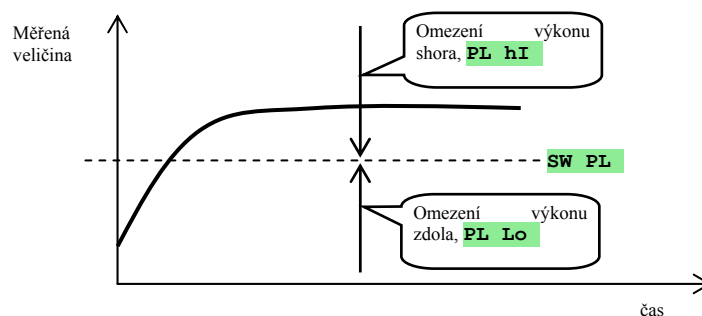 Měřená
veličina
Omezení výkonu
shora, PL hI
SW PL
Omezení výkonu
zdola, PL Lo
čas